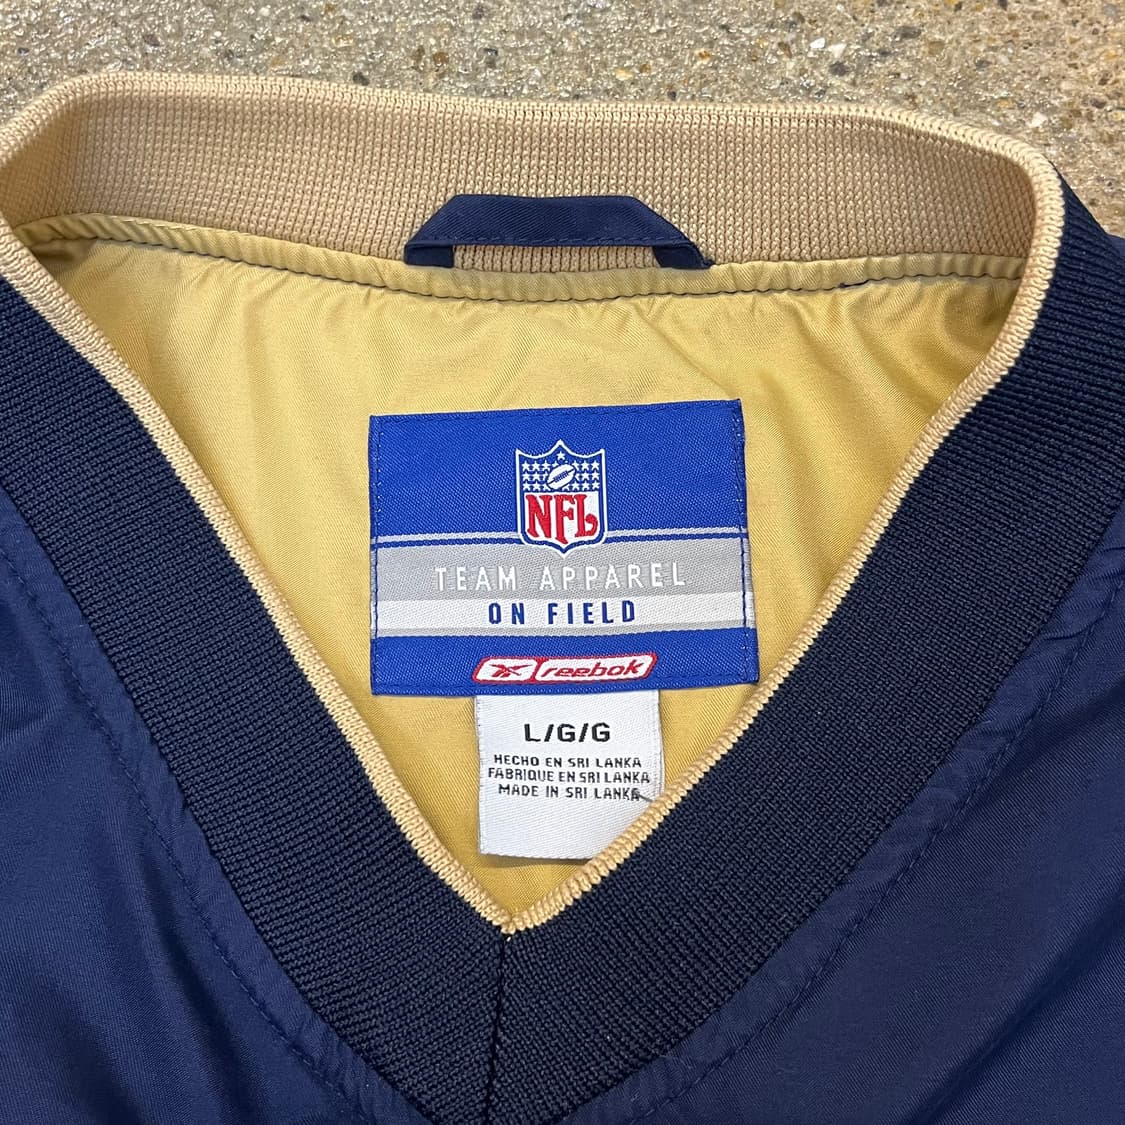 NFL
TEAM APPAREL
ON FIELD
reebok
L/G/G
HECHO EN SRI LANKA
FABRIQUE EN SRI LANKA
MADE IN SRI LANKA